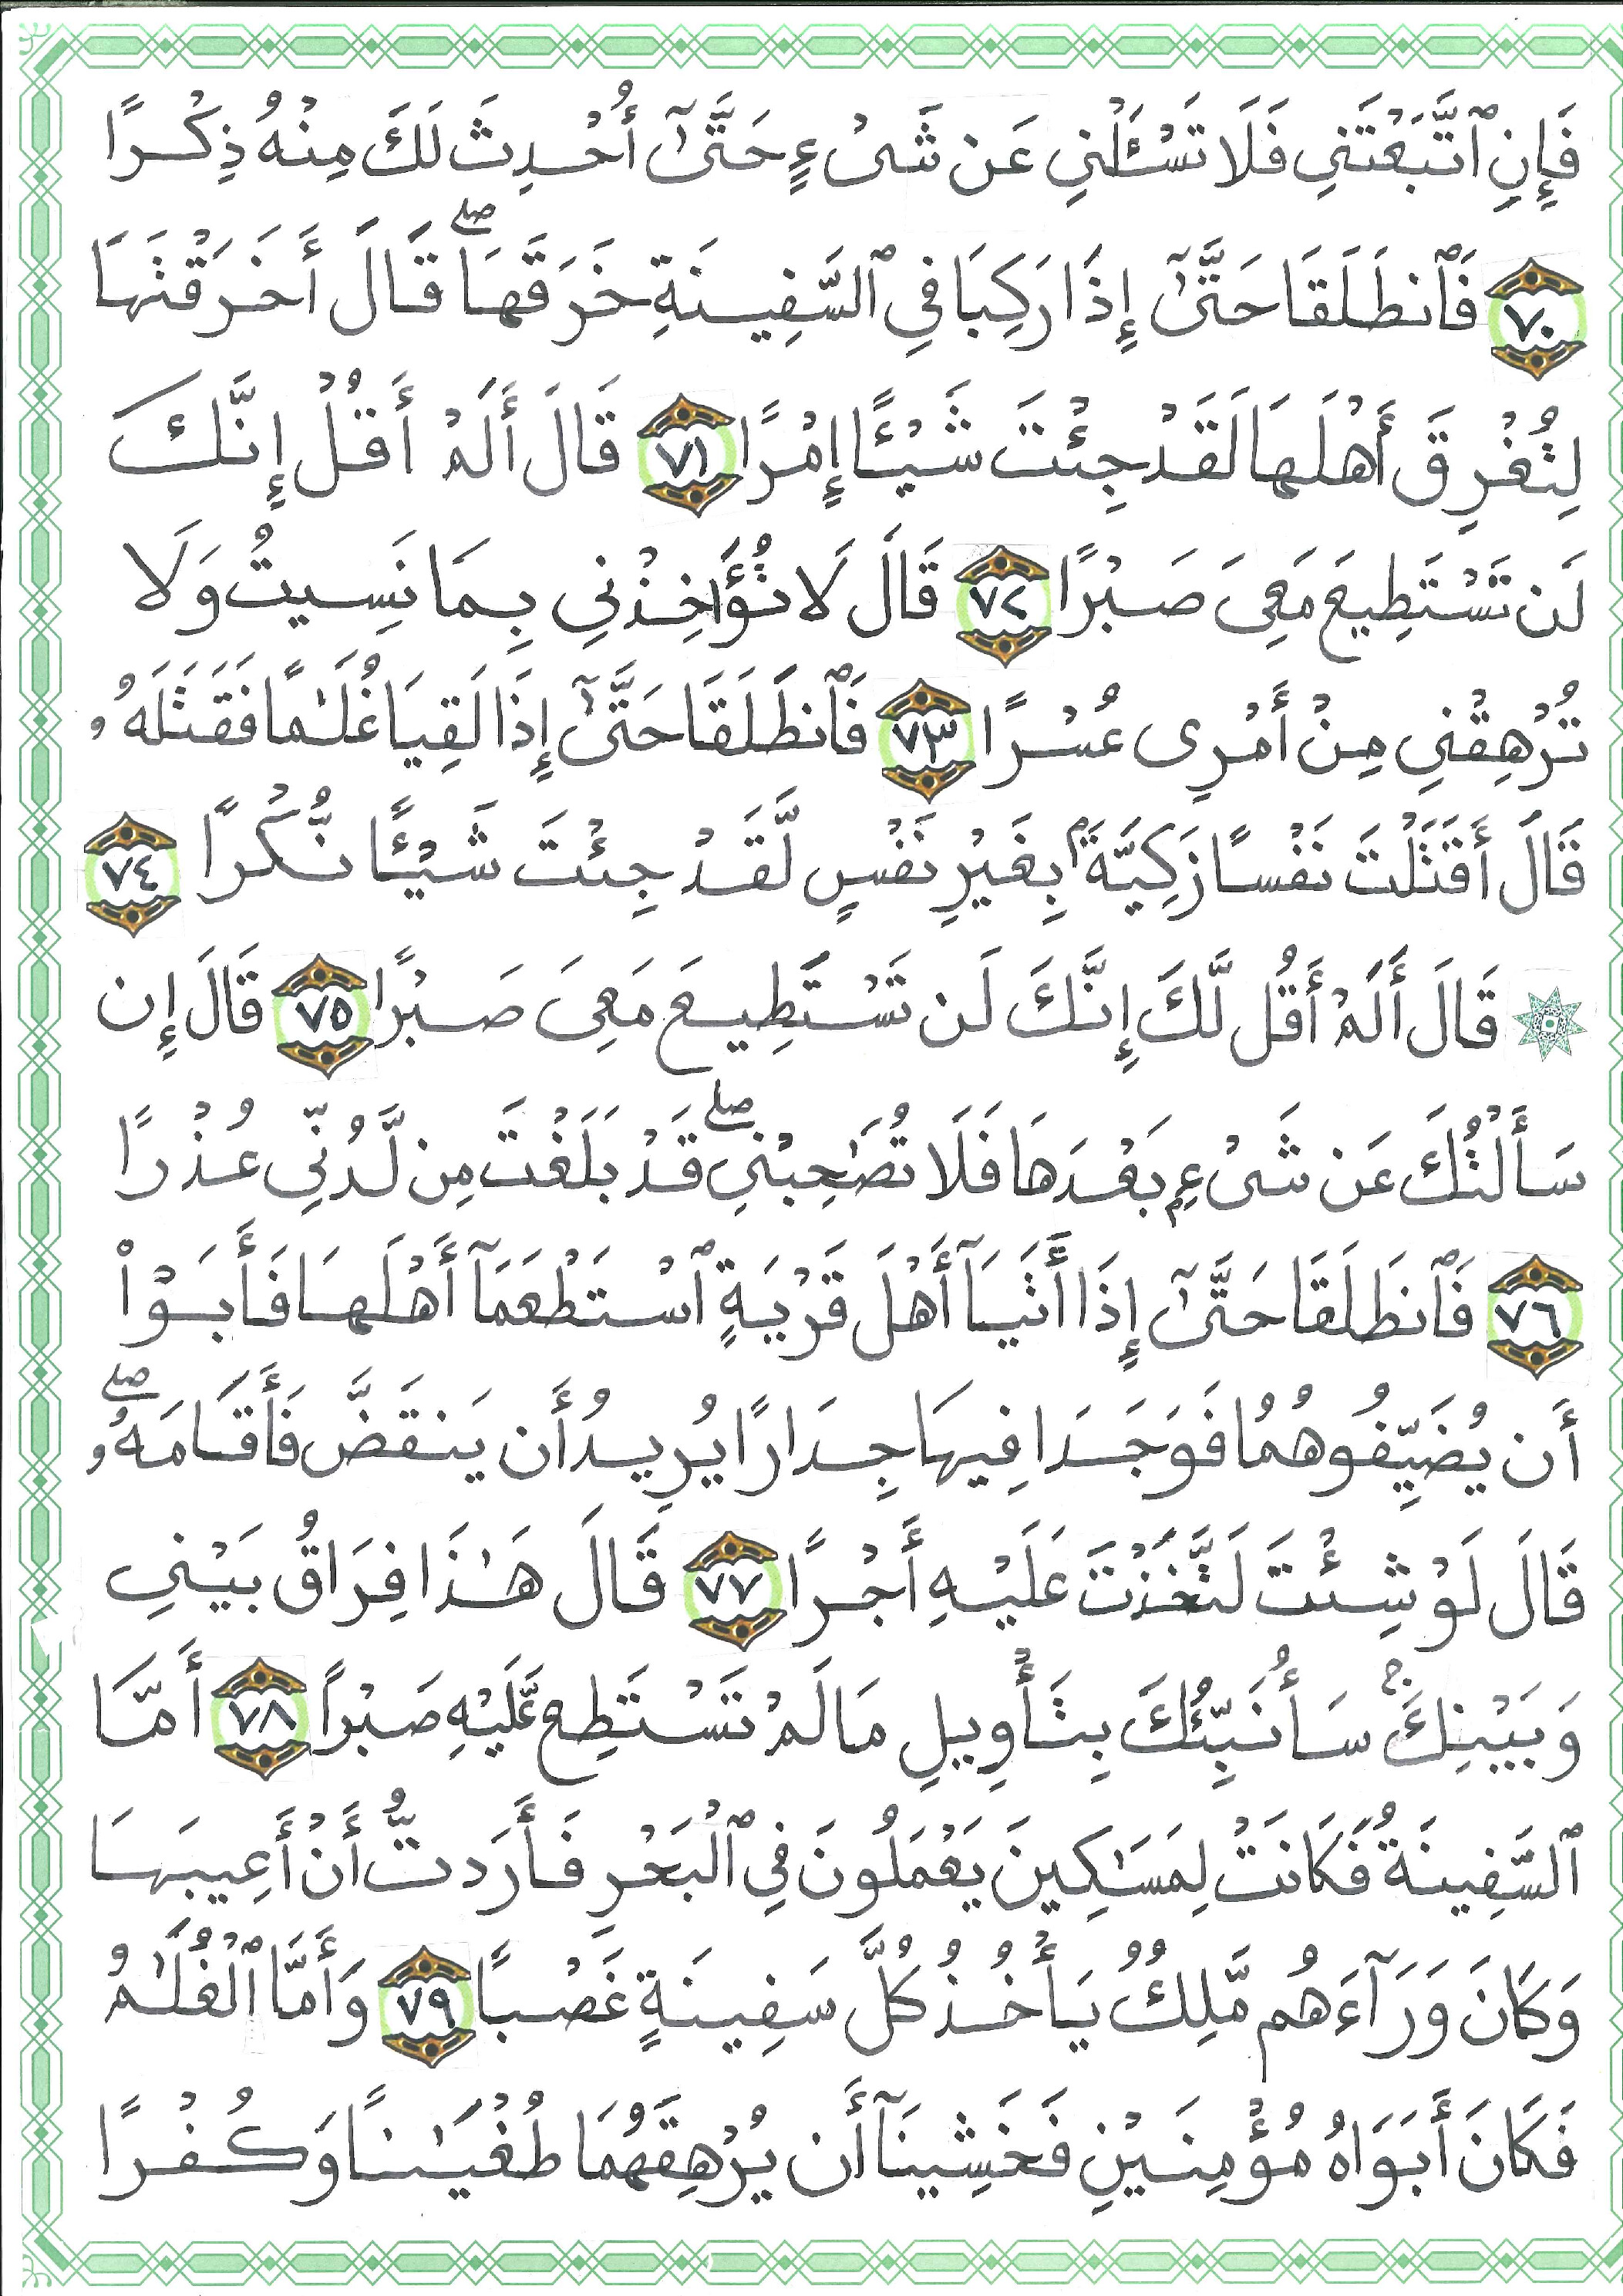 فَإِنِ ٱتَّبَعْتَنِي فَلَا تَسْـَٔلْنِي عَن شَىْءٍ حَتَّىٰٓ أُحْدِثَ لَكَ مِنْهُ ذِكْرًا
٧٠ فَٱنطَلَقَا حَتَّىٰٓ إِذَا رَكِبَا فِي ٱلسَّفِينَةِ خَرَقَهَا ۖ قَالَ أَخَرَقْتَهَا
لِتُغْرِقَ أَهْلَهَا لَقَدْ جِئْتَ شَيْـًٔا إِمْرًا ٧١ قَالَ أَلَمْ أَقُلْ إِنَّكَ
لَن تَسْتَطِيعَ مَعِىَ صَبْرًا ٧٢ قَالَ لَا تُؤَاخِذْنِي بِمَا نَسِيتُ وَلَا
تُرْهِقْنِي مِنْ أَمْرِى عُسْرًا ٧٣ فَٱنطَلَقَا حَتَّىٰٓ إِذَا لَقِيَا غُلَٰمًا فَقَتَلَهُۥ
قَالَ أَقَتَلْتَ نَفْسًا زَكِيَّةَۢ بِغَيْرِ نَفْسٍ لَّقَدْ جِئْتَ شَيْـًٔا نُّكْرًا ٧٤
۞ قَالَ أَلَمْ أَقُل لَّكَ إِنَّكَ لَن تَسْتَطِيعَ مَعِىَ صَبْرًا ٧٥ قَالَ إِن
سَأَلْتُكَ عَن شَىْءِۭ بَعْدَهَا فَلَا تُصَٰحِبْنِي ۖ قَدْ بَلَغْتَ مِن لَّدُنِّي عُذْرًا
٧٦ فَٱنطَلَقَا حَتَّىٰٓ إِذَا أَتَيَآ أَهْلَ قَرْيَةٍ ٱسْتَطْعَمَآ أَهْلَهَا فَأَبَوْا۟
أَن يُضَيِّفُوهُمَا فَوَجَدَا فِيهَا جِدَارًا يُرِيدُ أَن يَنقَضَّ فَأَقَامَهُۥ ۖ
قَالَ لَوْ شِئْتَ لَتَّخَذْتَ عَلَيْهِ أَجْرًا ٧٧ قَالَ هَٰذَا فِرَاقُ بَيْنِي
وَبَيْنِكَ ۚ سَأُنَبِّئُكَ بِتَأْوِيلِ مَا لَمْ تَسْتَطِع عَّلَيْهِ صَبْرًا ٧٨ أَمَّا
ٱلسَّفِينَةُ فَكَانَتْ لِمَسَٰكِينَ يَعْمَلُونَ فِي ٱلْبَحْرِ فَأَرَدتُّ أَنْ أَعِيبَهَا
وَكَانَ وَرَآءَهُم مَّلِكٌ يَأْخُذُ كُلَّ سَفِينَةٍ غَصْبًا ٧٩ وَأَمَّا ٱلْغُلَٰمُ
فَكَانَ أَبَوَاهُ مُؤْمِنَيْنِ فَخَشِينَآ أَن يُرْهِقَهُمَا طُغْيَٰنًا وَكُفْرًا